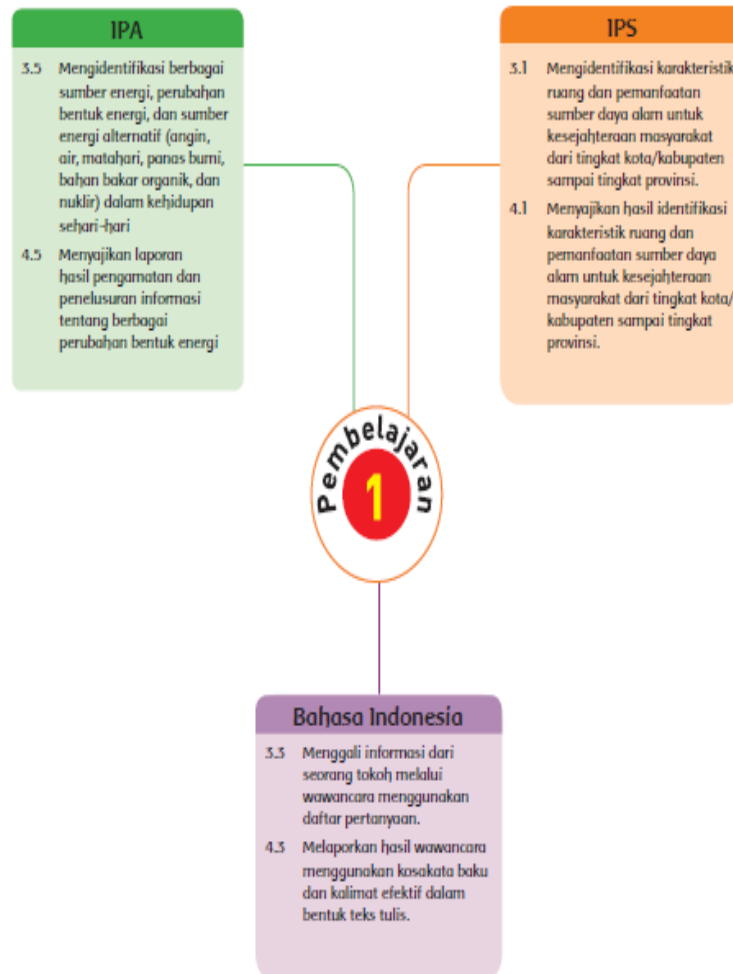 IPA
3.5 Mengidentifikasi berbagai
sumber energi, perubahan
bentuk energi, dan sumber
energi alternatif (angin,
air, matahari, panas bumi,
bahan bakar organik, dan
nuklir) dalam kehidupan
sehari-hari
4.5 Menyajikan laporan
hasil pengamatan dan
penelusuran informasi
tentang berbagai
perubahan bentuk energi
IPS
3.1 Mengidentifikasi karakteristik
ruang dan pemanfaatan
sumber daya alam untuk
kesejahteraan masyarakat
dari tingkat kota/kabupaten
sampai tingkat provinsi.
4.1 Menyajikan hasil identifikasi
karakteristik ruang dan
pemanfaatan sumber daya
alam untuk kesejahteraan
masyarakat dari tingkat kota/
kabupaten sampai tingkat
provinsi.
Pembelajaran
1
Bahasa Indonesia
3.3 Menggali informasi dari
seorang tokoh melalui
wawancara menggunakan
daftar pertanyaan.
4.3 Melaporkan hasil wawancara
menggunakan kosakata baku
dan kalimat efektif dalam
bentuk teks tulis.